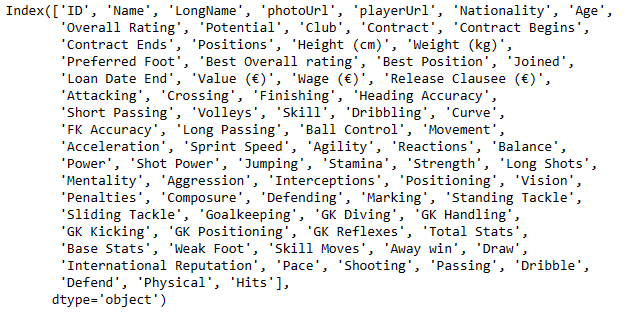 Index(['ID', 'Name', 'LongName', 'photoUrl', 'playerUrl', 'Nationality', 'Age',
'Overall Rating', 'Potential', 'Club', 'Contract', 'Contract Begins',
'Contract Ends', 'Positions', 'Height (cm)', 'Weight (kg)',
'Preferred Foot', 'Best Overall rating', 'Best Position', 'Joined',
'Loan Date End', 'Value (€)', 'Wage (€)', 'Release Clausee (€)',
'Attacking', 'Crossing', 'Finishing', 'Heading Accuracy',
'Short Passing', 'Volleys', 'Skill', 'Dribbling', 'Curve',
'FK Accuracy', 'Long Passing', 'Ball Control', 'Movement',
'Acceleration', 'Sprint Speed', 'Agility', 'Reactions', 'Balance',
'Power', 'Shot Power', 'Jumping', 'Stamina', 'Strength', 'Long Shots',
'Mentality', 'Aggression', 'Interceptions', 'Positioning', 'Vision',
'Penalties', 'Composure', 'Defending', 'Marking', 'Standing Tackle',
'Sliding Tackle', 'Goalkeeping', 'GK Diving', 'GK Handling',
'GK Kicking', 'GK Positioning', 'GK Reflexes', 'Total Stats',
'Base Stats', 'Weak Foot', 'Skill Moves', 'Away win', 'Draw',
'International Reputation', 'Pace', 'Shooting', 'Passing', 'Dribble',
'Defend', 'Physical', 'Hits'],
dtype='object')